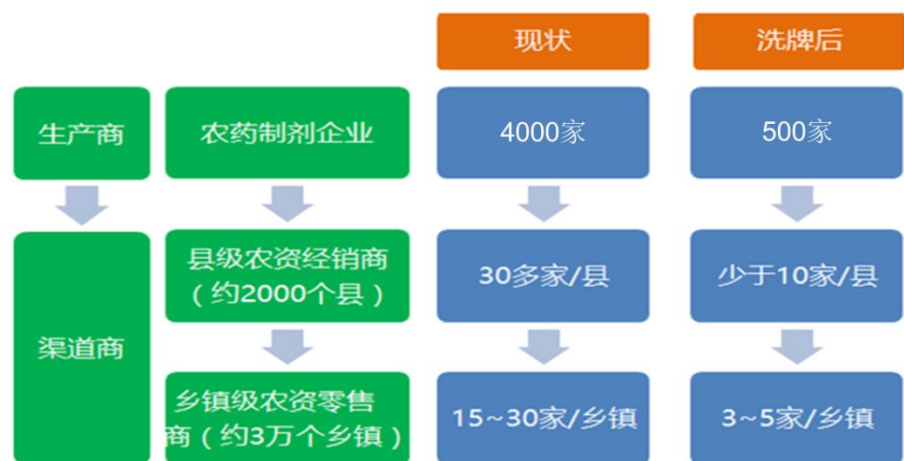 现状
洗牌后
生产商
农药制剂企业
4000家
500家
渠道商
县级农资经销商
（约2000个县）
30多家/县
少于10家/县
乡镇级农资零售
商（约3万个乡镇）
15~30家/乡镇
3~5家/乡镇